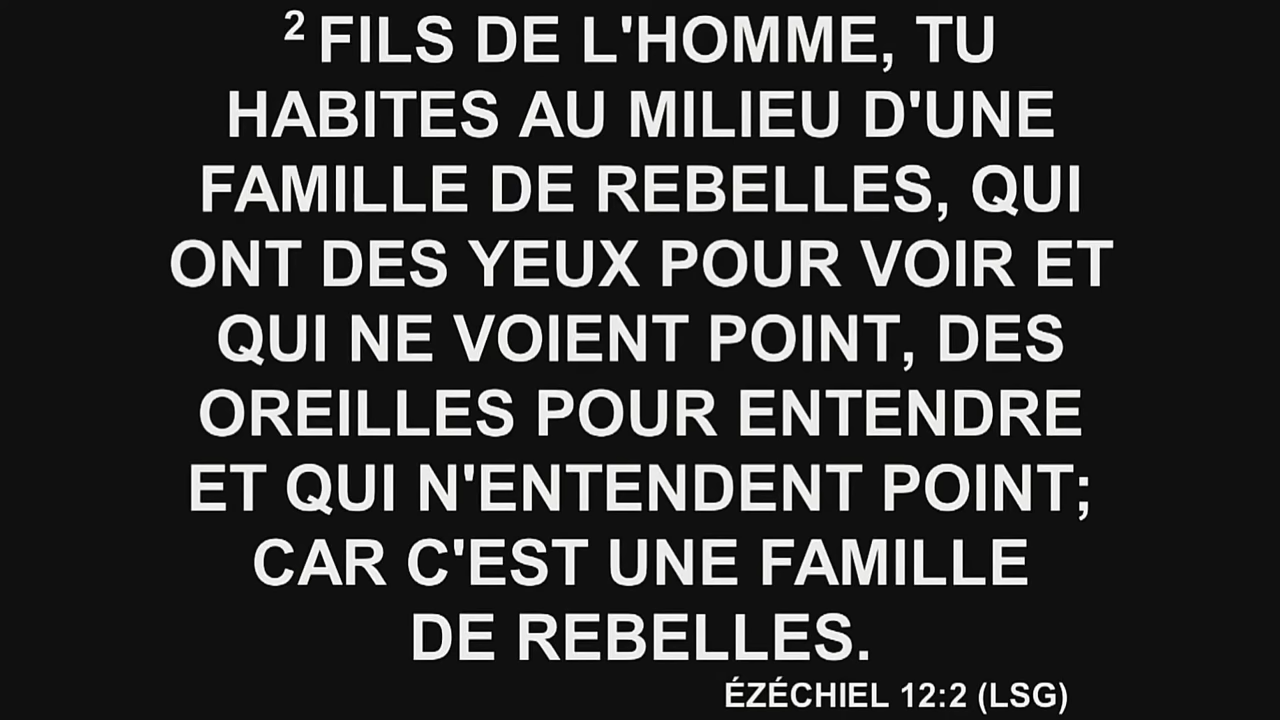 ² FILS DE L'HOMME, TU
HABITES AU MILIEU D'UNE
FAMILLE DE REBELLES, QUI
ONT DES YEUX POUR VOIR ET
QUI NE VOIENT POINT, DES
OREILLES POUR ENTENDRE
ET QUI N'ENTENDENT POINT;
CAR C'EST UNE FAMILLE
DE REBELLES.
ÉZÉCHIEL 12:2 (LSG)